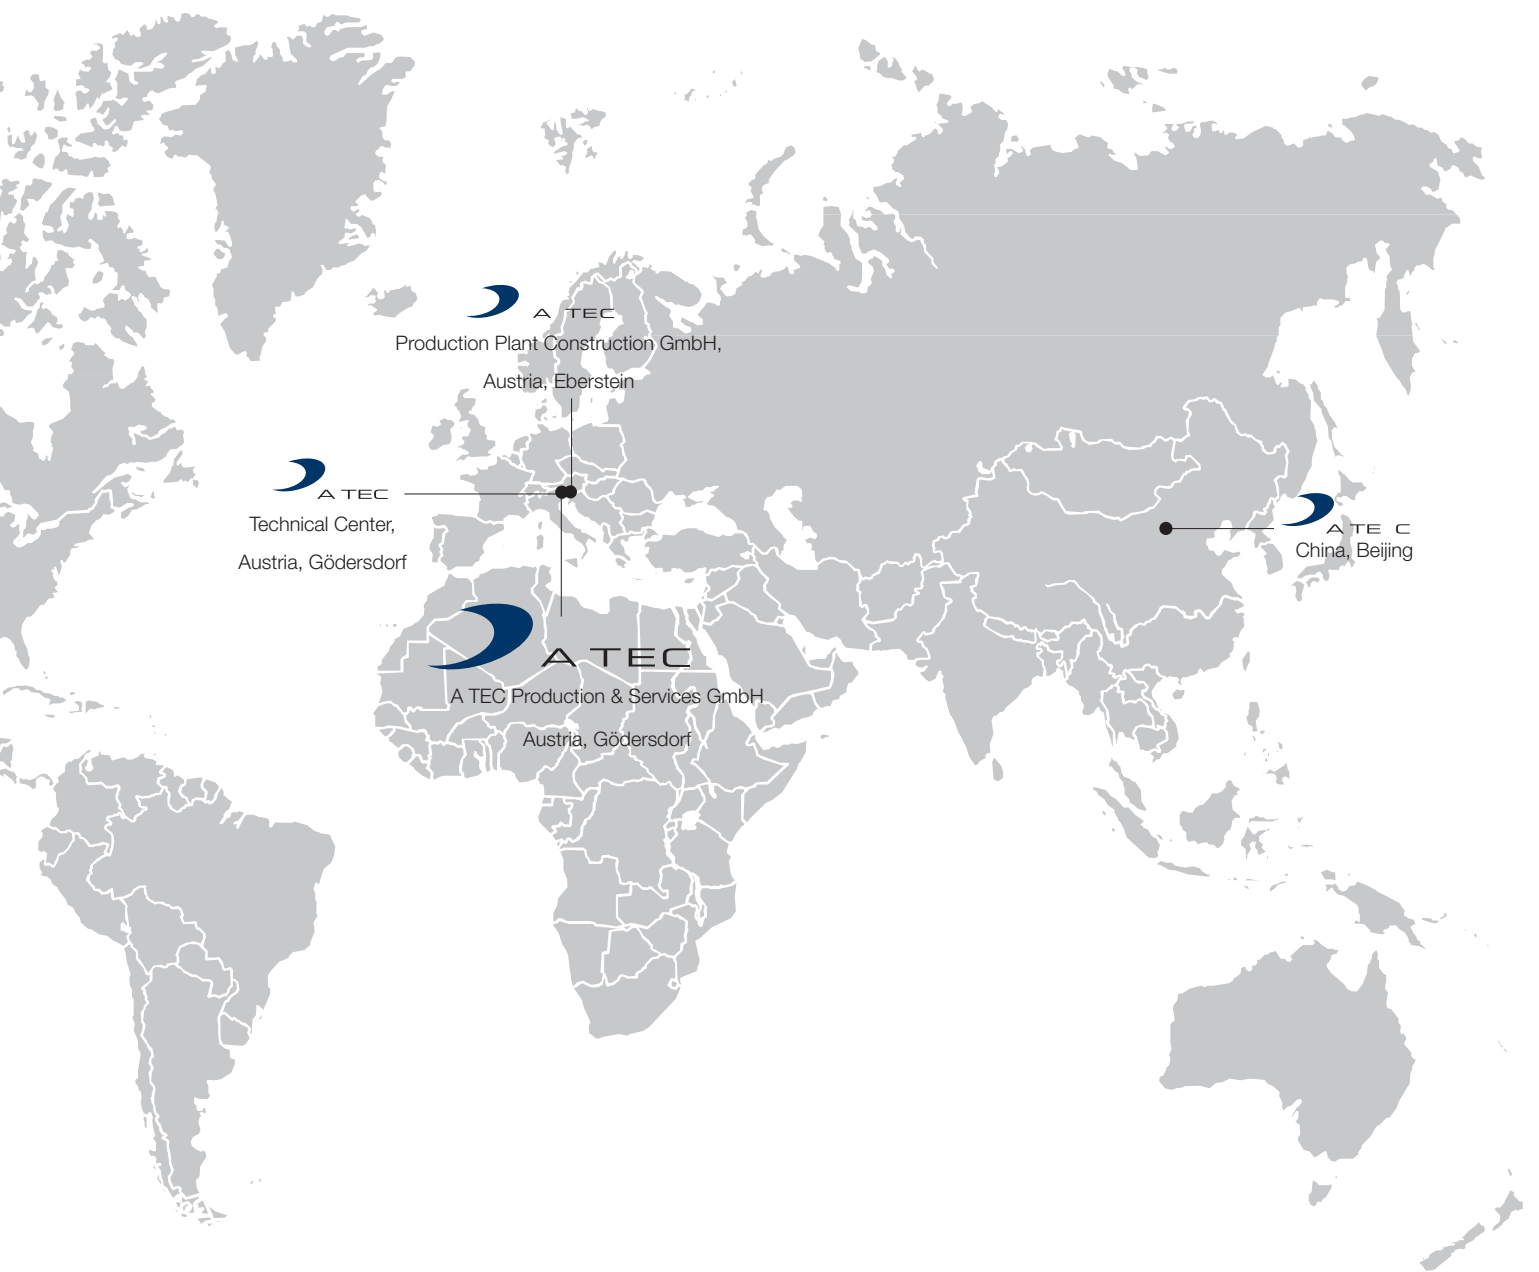 A TEC
Production Plant Construction GmbH,
Austria, Eberstein
A TEC
Technical Center,
Austria, Gödersdorf
A TE C
China, Beijing
A TEC
A TEC Production & Services GmbH
Austria, Gödersdorf